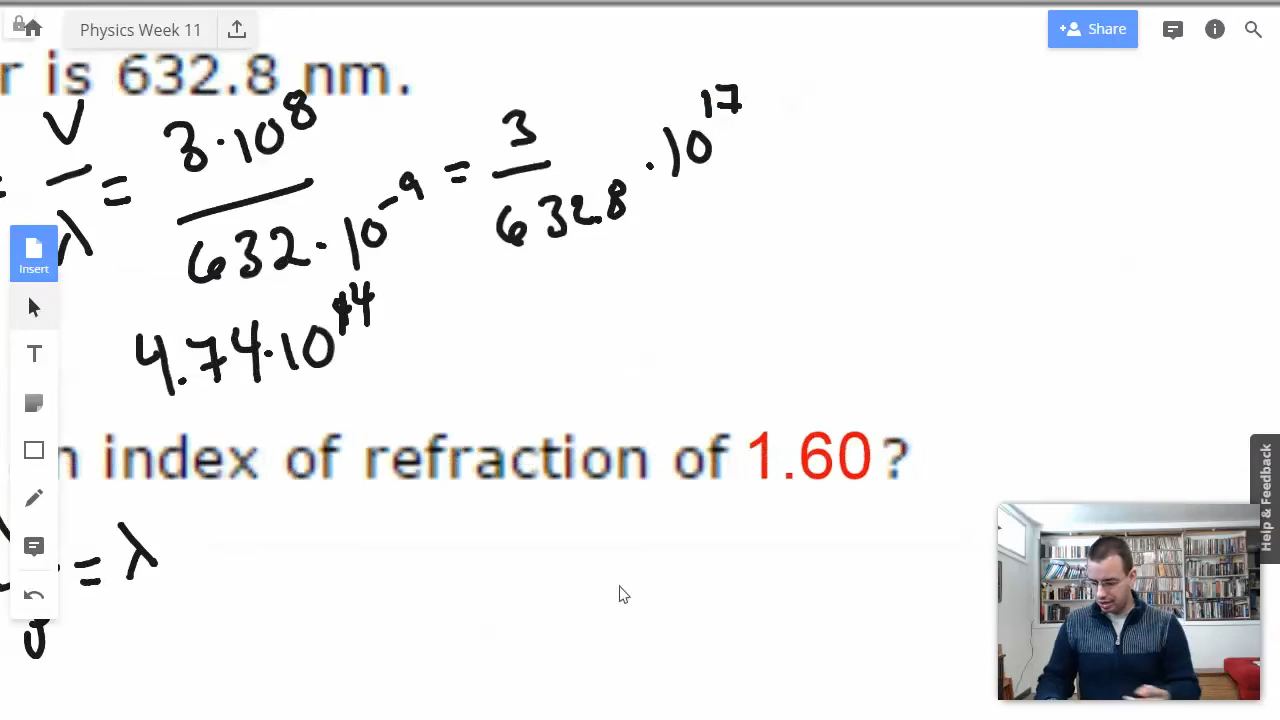 Physics Week 11
Share
r is 632.8 nm.
= V/λ = 3·10^8 / 632·10^-9 = 3/632.8 · 10^17
Insert
4.74·10^14
T
n index of refraction of 1.60?
= λ
Help & Feedback